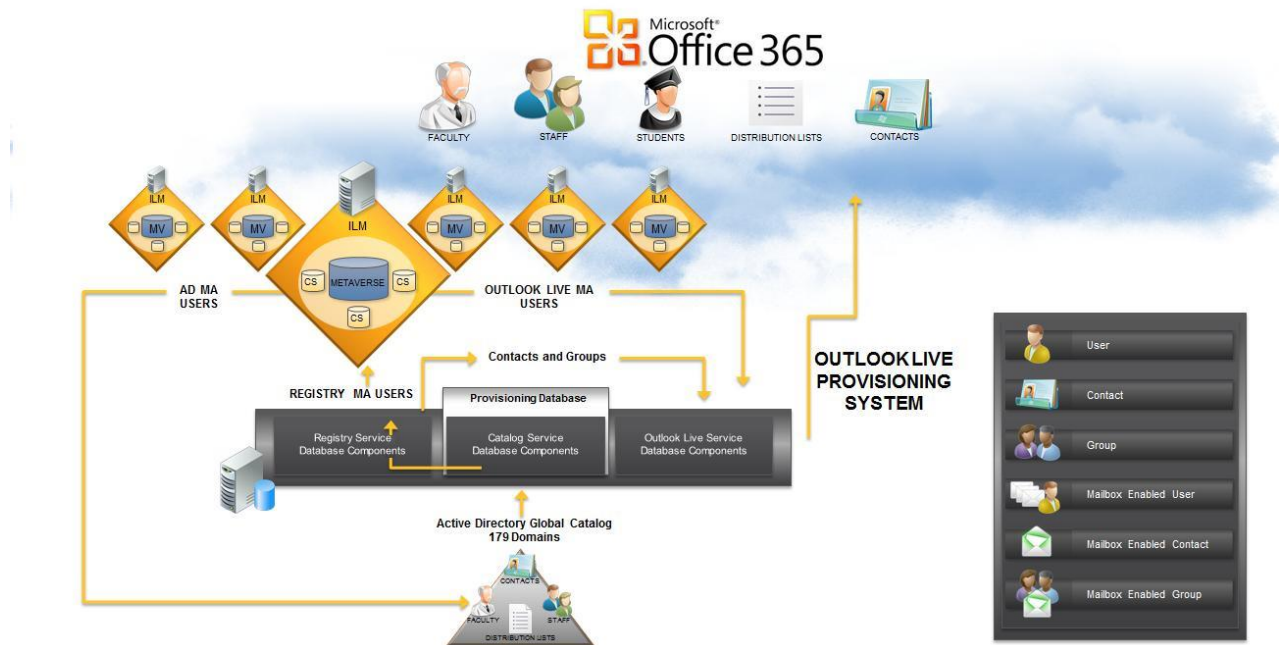 Microsoft®
Office 365
FACULTY
STAFF
STUDENTS
DISTRIBUTION LISTS
CONTACTS
ILM
MV
ILM
MV
ILM
CS
METAVERSE
CS
CS
ILM
MV
ILM
MV
ILM
MV
AD MA
USERS
OUTLOOK LIVE MA
USERS
Contacts and Groups
REGISTRY MA USERS
Provisioning Database
Registry Service
Database Components
Catalog Service
Database Components
Outlook Live Service
Database Components
OUTLOOK LIVE
PROVISIONING
SYSTEM
Active Directory Global Catalog
179 Domains
CONTACTS
FACULTY
STAFF
DISTRIBUTION LISTS
User
Contact
Group
Mailbox Enabled User
Mailbox Enabled Contact
Mailbox Enabled Group